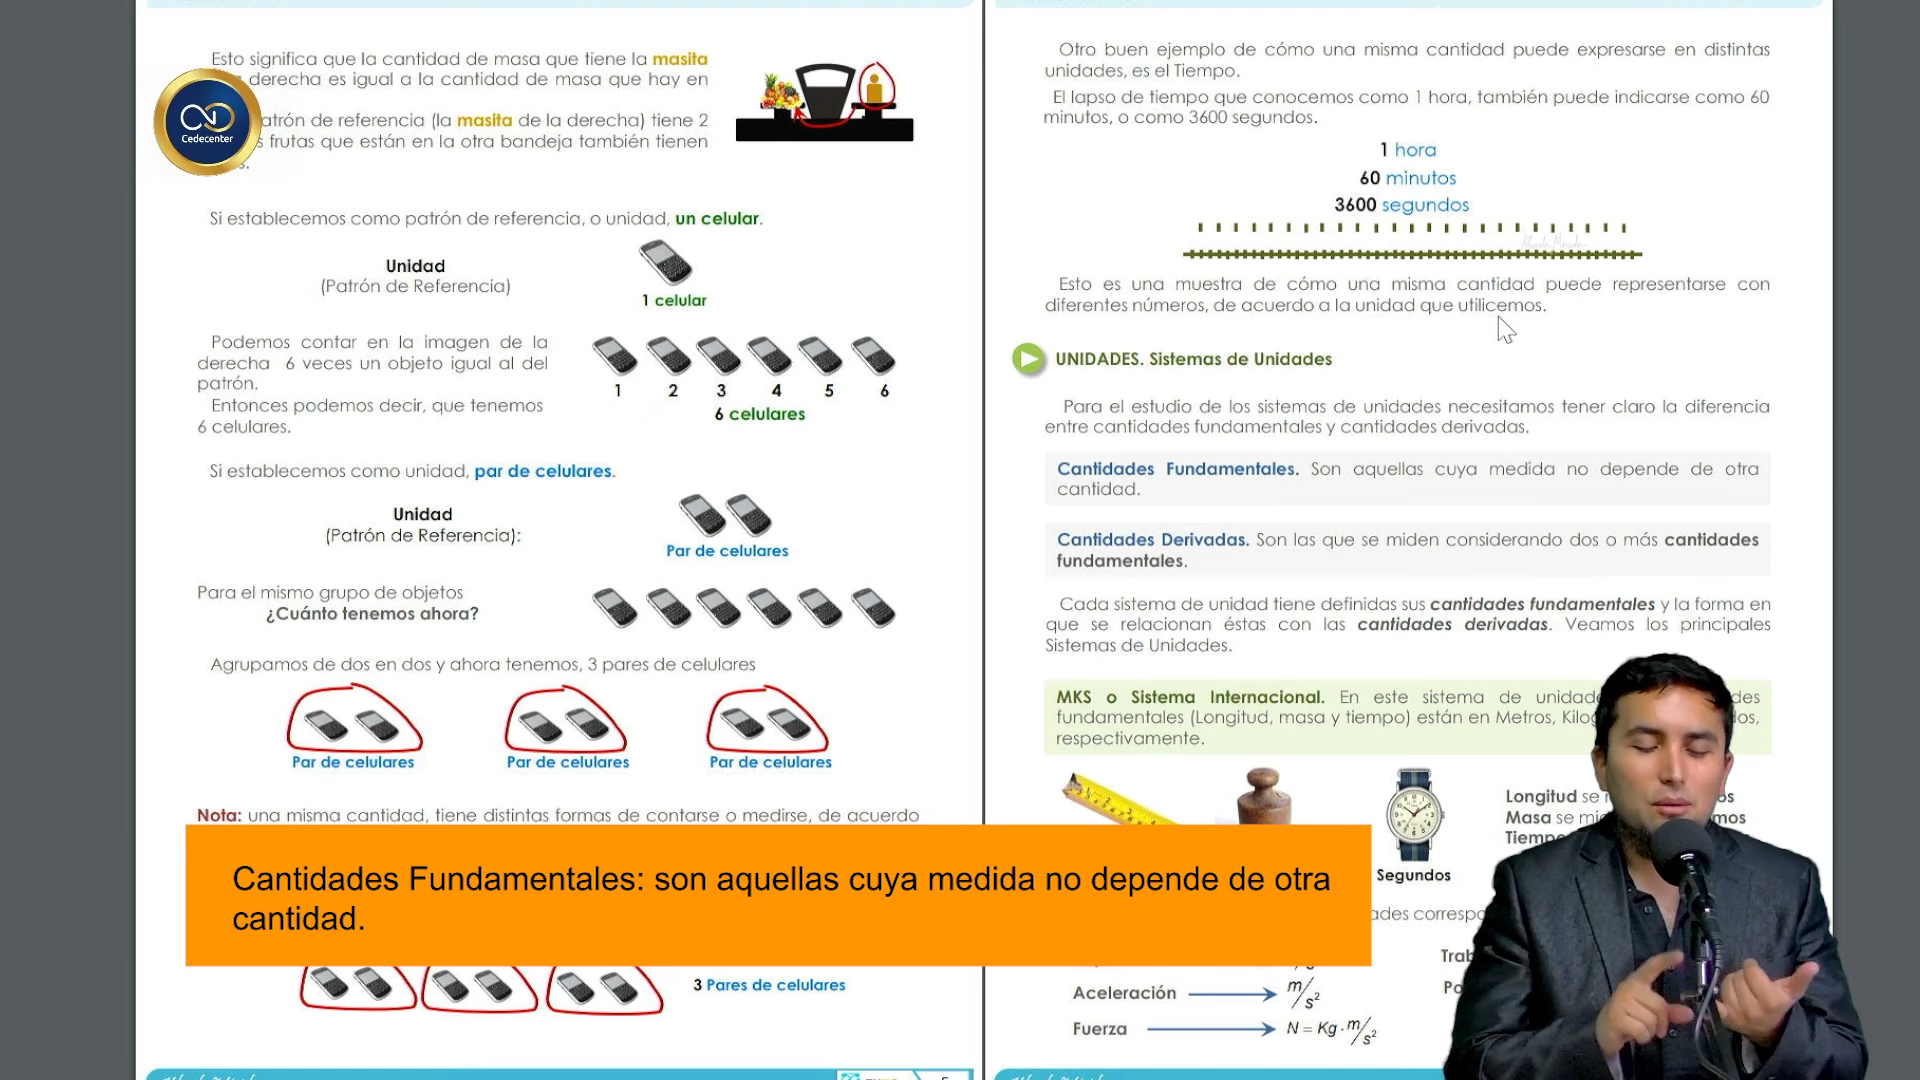 Esto significa que la cantidad de masa que tiene la masita
derecha es igual a la cantidad de masa que hay en
atrón de referencia (la masita de la derecha) tiene 2
s frutas que están en la otra bandeja también tienen
s.
Cedecenter
Si establecemos como patrón de referencia, o unidad, un celular.
Unidad
(Patrón de Referencia)
1 celular
Podemos contar en la imagen de la
derecha 6 veces un objeto igual al del
patrón.
Entonces podemos decir, que tenemos
6 celulares.
1 2 3 4 5 6
6 celulares
Si establecemos como unidad, par de celulares.
Unidad
(Patrón de Referencia):
Par de celulares
Para el mismo grupo de objetos
¿Cuánto tenemos ahora?
Agrupamos de dos en dos y ahora tenemos, 3 pares de celulares
Par de celulares Par de celulares Par de celulares
Nota: una misma cantidad, tiene distintas formas de contarse o medirse, de acuerdo
3 Pares de celulares
Otro buen ejemplo de cómo una misma cantidad puede expresarse en distintas
unidades, es el Tiempo.
El lapso de tiempo que conocemos como 1 hora, también puede indicarse como 60
minutos, o como 3600 segundos.
1 hora
60 minutos
3600 segundos
Esto es una muestra de cómo una misma cantidad puede representarse con
diferentes números, de acuerdo a la unidad que utilicemos.
UNIDADES. Sistemas de Unidades
Para el estudio de los sistemas de unidades necesitamos tener claro la diferencia
entre cantidades fundamentales y cantidades derivadas.
Cantidades Fundamentales. Son aquellas cuya medida no depende de otra
cantidad.
Cantidades Derivadas. Son las que se miden considerando dos o más cantidades
fundamentales.
Cada sistema de unidad tiene definidas sus cantidades fundamentales y la forma en
que se relacionan éstas con las cantidades derivadas. Veamos los principales
Sistemas de Unidades.
MKS o Sistema Internacional. En este sistema de unidade des
fundamentales (Longitud, masa y tiempo) están en Metros, Kilog dos,
respectivamente.
Longitud se os
Masa se mi mos
Tiempo
Segundos
ades correspo
Trab
Aceleración m/s²
Po
Fuerza N = Kg · m/s²
Cantidades Fundamentales: son aquellas cuya medida no depende de otra
cantidad.